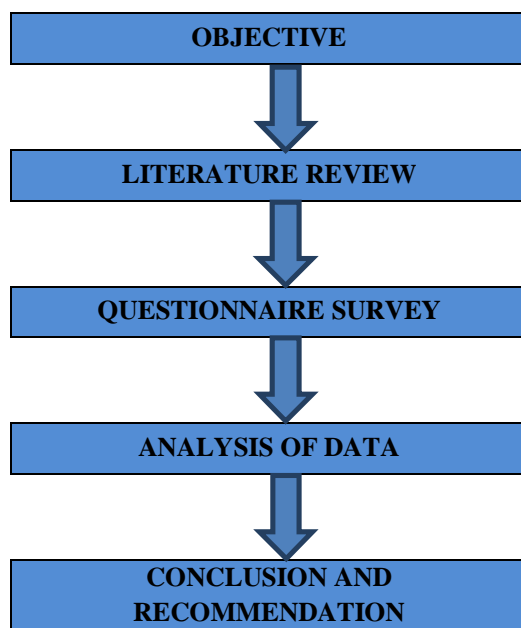 OBJECTIVE
LITERATURE REVIEW
QUESTIONNAIRE SURVEY
ANALYSIS OF DATA
CONCLUSION AND
RECOMMENDATION